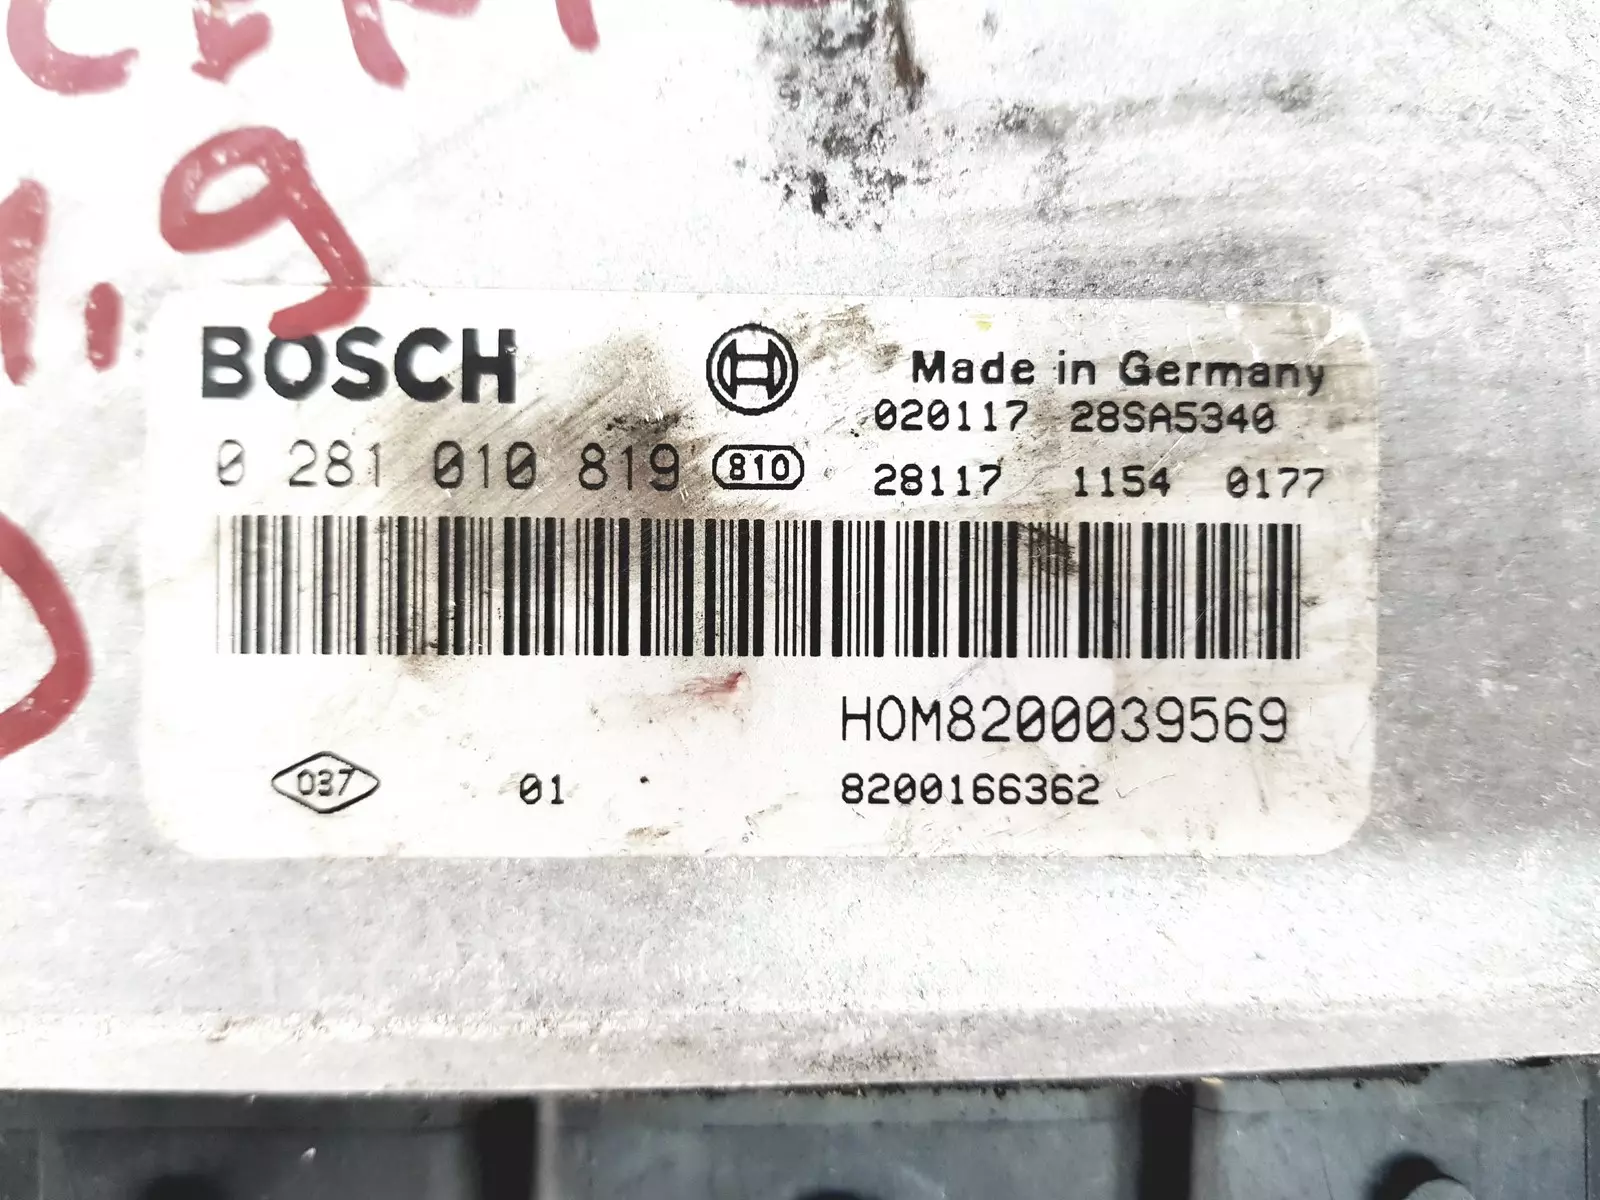 1,9
BOSCH
Made in Germany
020117 28SA5340
0 281 010 819 810
28117 1154 0177
HOM8200039569
037 01 8200166362